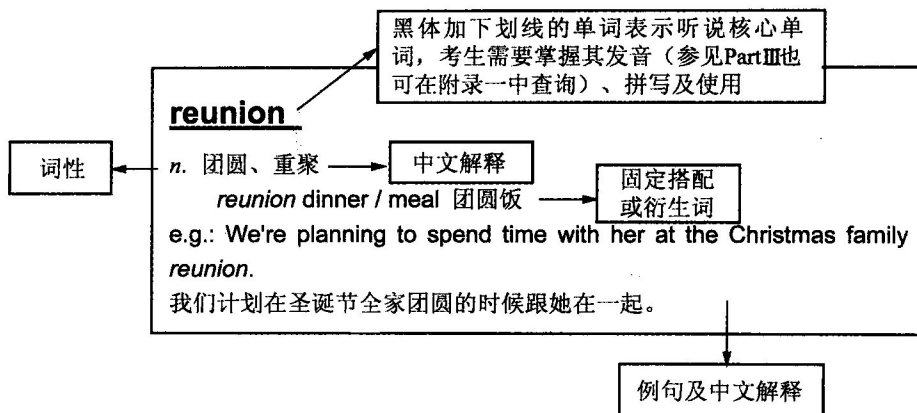 黑体加下划线的单词表示听说核心单
词，考生需要掌握其发音（参见PartⅢ也
可在附录一中查询）、拼写及使用
reunion
词性
n. 团圆、重聚
中文解释
reunion dinner / meal 团圆饭
固定搭配
或衍生词
e.g.: We're planning to spend time with her at the Christmas family
reunion.
我们计划在圣诞节全家团圆的时候跟她在一起。
例句及中文解释